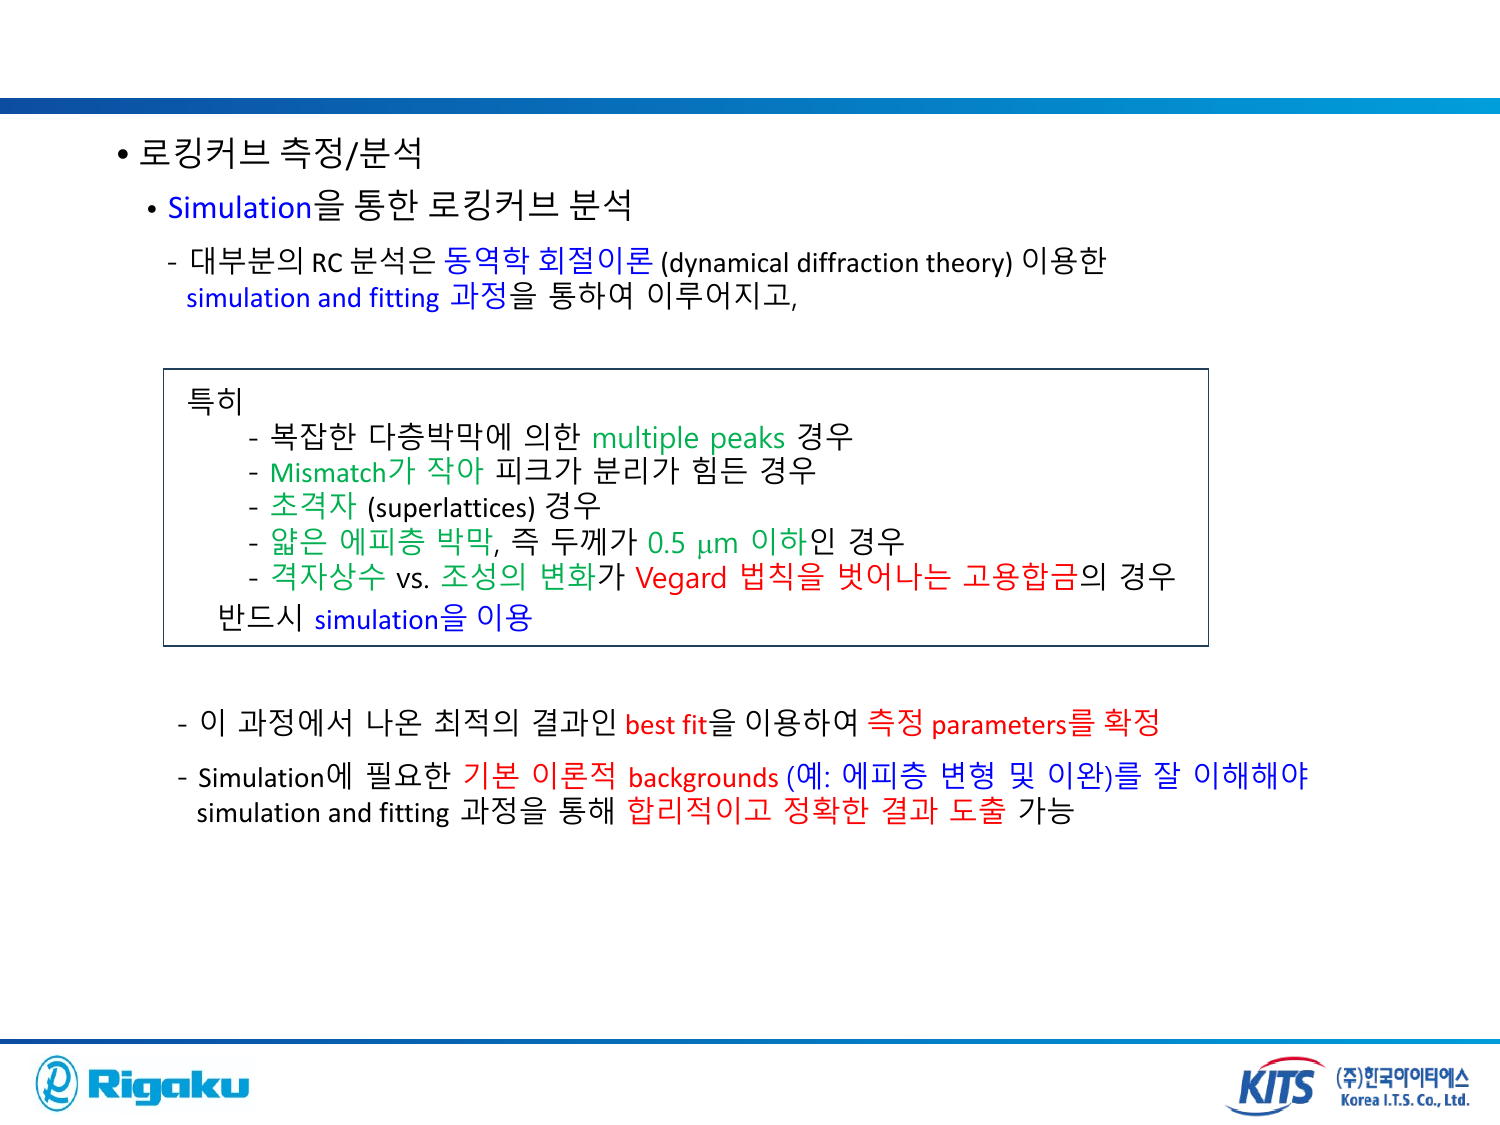 • 로킹커브 측정/분석
• Simulation을 통한 로킹커브 분석
- 대부분의 RC 분석은 동역학 회절이론 (dynamical diffraction theory) 이용한
simulation and fitting 과정을 통하여 이루어지고,
특히
- 복잡한 다층박막에 의한 multiple peaks 경우
- Mismatch가 작아 피크가 분리가 힘든 경우
- 초격자 (superlattices) 경우
- 얇은 에피층 박막, 즉 두께가 0.5 μm 이하인 경우
- 격자상수 vs. 조성의 변화가 Vegard 법칙을 벗어나는 고용합금의 경우
반드시 simulation을 이용
- 이 과정에서 나온 최적의 결과인 best fit을 이용하여 측정 parameters를 확정
- Simulation에 필요한 기본 이론적 backgrounds (예: 에피층 변형 및 이완)를 잘 이해해야
simulation and fitting 과정을 통해 합리적이고 정확한 결과 도출 가능
Rigaku
KITS (주)한국아이티에스
Korea I.T.S. Co., Ltd.